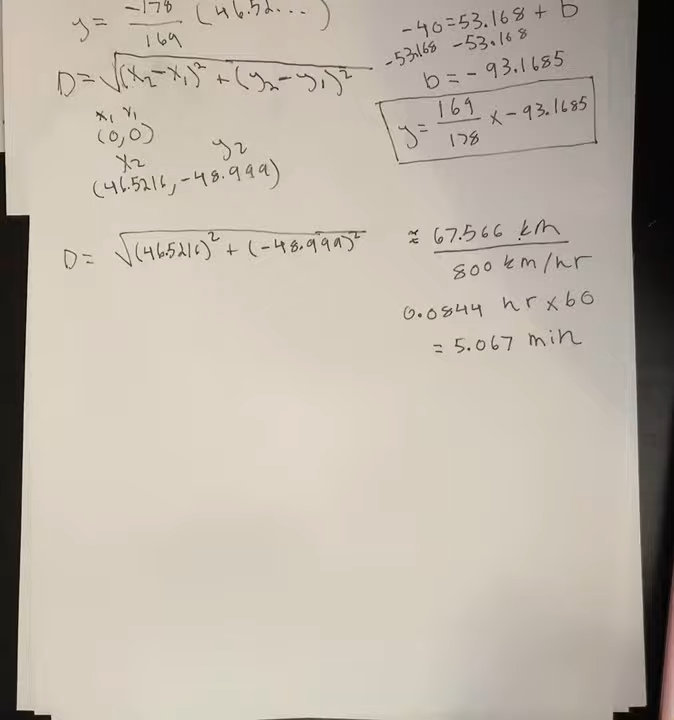 y = -178/169 (46.52...)
D = √(x₂-x₁)² + (y₂-y₁)²
x₁ y₁
(0,0)
x₂ y₂
(46.5216, -48.999)
D = √(46.5216)² + (-48.999)²
-40 = 53.168 + b
-53.168 -53.168
b = -93.1685
y = 169/178 x - 93.1685
≈ 67.566 km
800 km/hr
0.0844 hr x 60
= 5.067 min